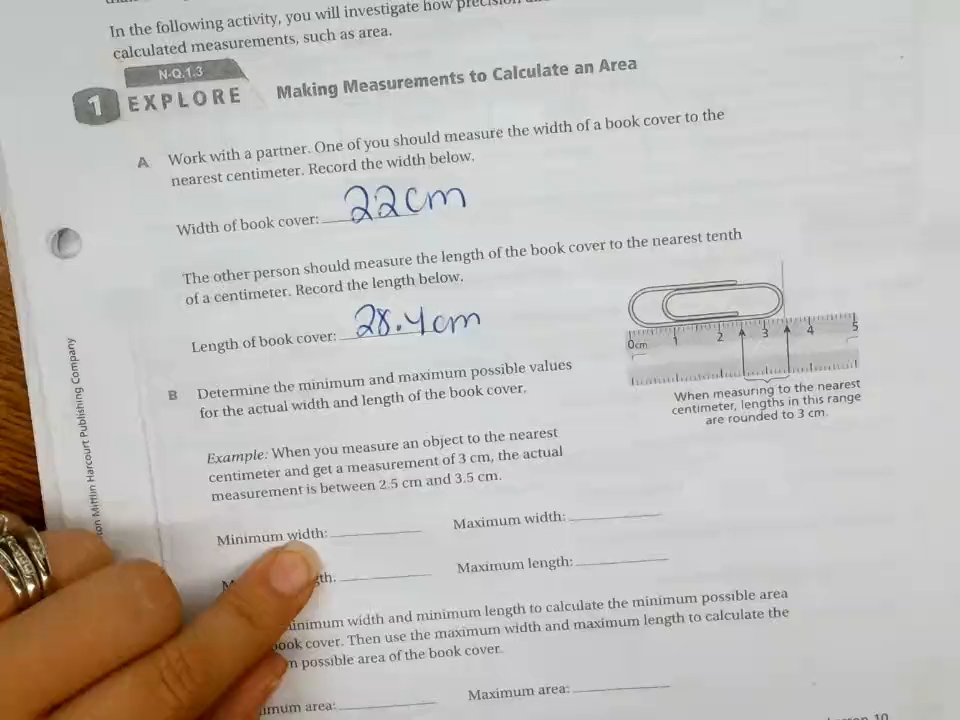 In the following activity, you will investigate how precision
calculated measurements, such as area.
N-Q.1.3
1 EXPLORE Making Measurements to Calculate an Area
A Work with a partner. One of you should measure the width of a book cover to the
nearest centimeter. Record the width below.
Width of book cover: 22cm
The other person should measure the length of the book cover to the nearest tenth
of a centimeter. Record the length below.
Length of book cover: 28.4cm
0cm 1 2 3 4 5
When measuring to the nearest
centimeter, lengths in this range
are rounded to 3 cm.
B Determine the minimum and maximum possible values
for the actual width and length of the book cover.
Example: When you measure an object to the nearest
centimeter and get a measurement of 3 cm, the actual
measurement is between 2.5 cm and 3.5 cm.
Minimum width: Maximum width:
gth: Maximum length:
inimum width and minimum length to calculate the minimum possible area
ook cover. Then use the maximum width and maximum length to calculate the
m possible area of the book cover.
imum area: Maximum area:
on Mifflin Harcourt Publishing Company
10